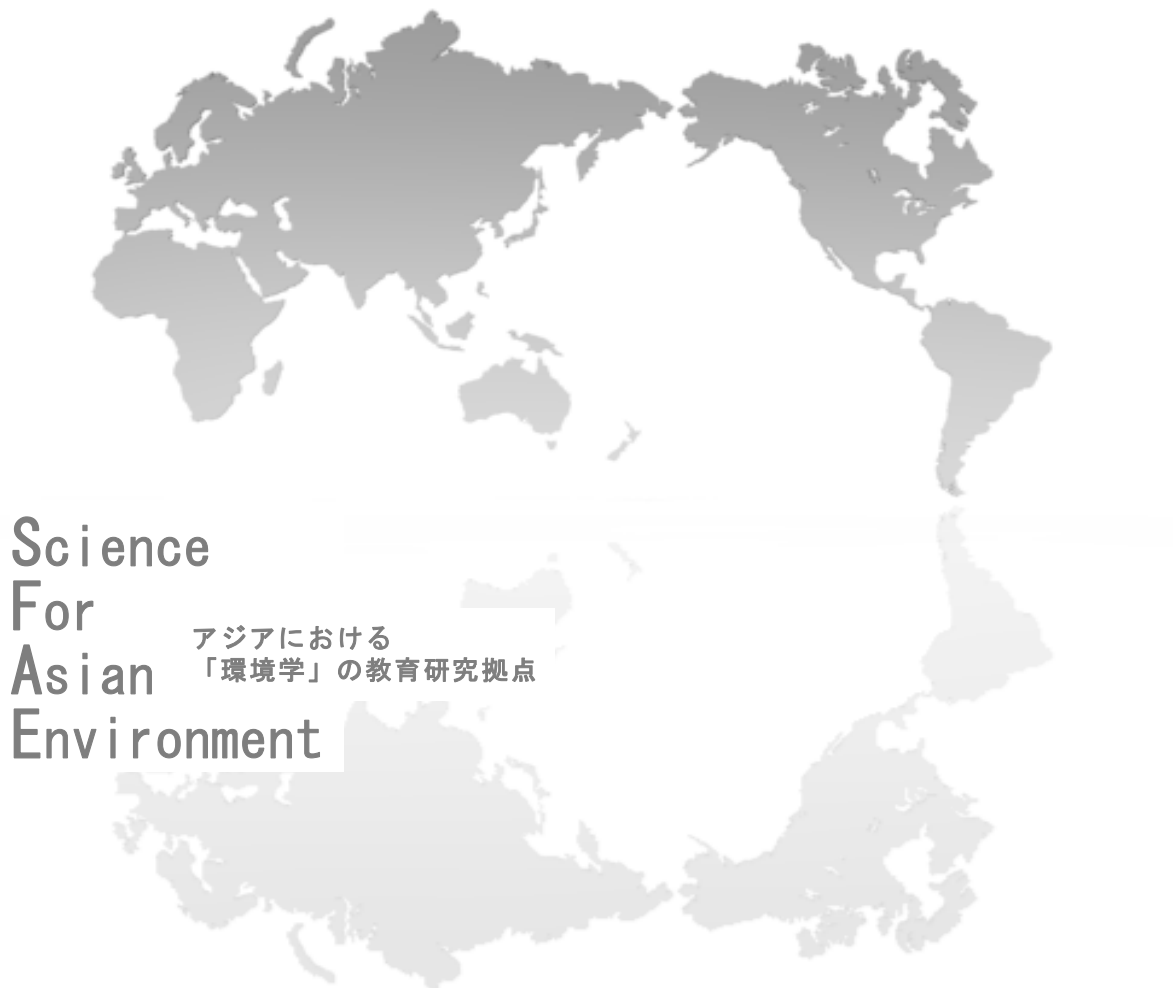 Science
For
Asian
Environment
アジアにおける
「環境学」の教育研究拠点